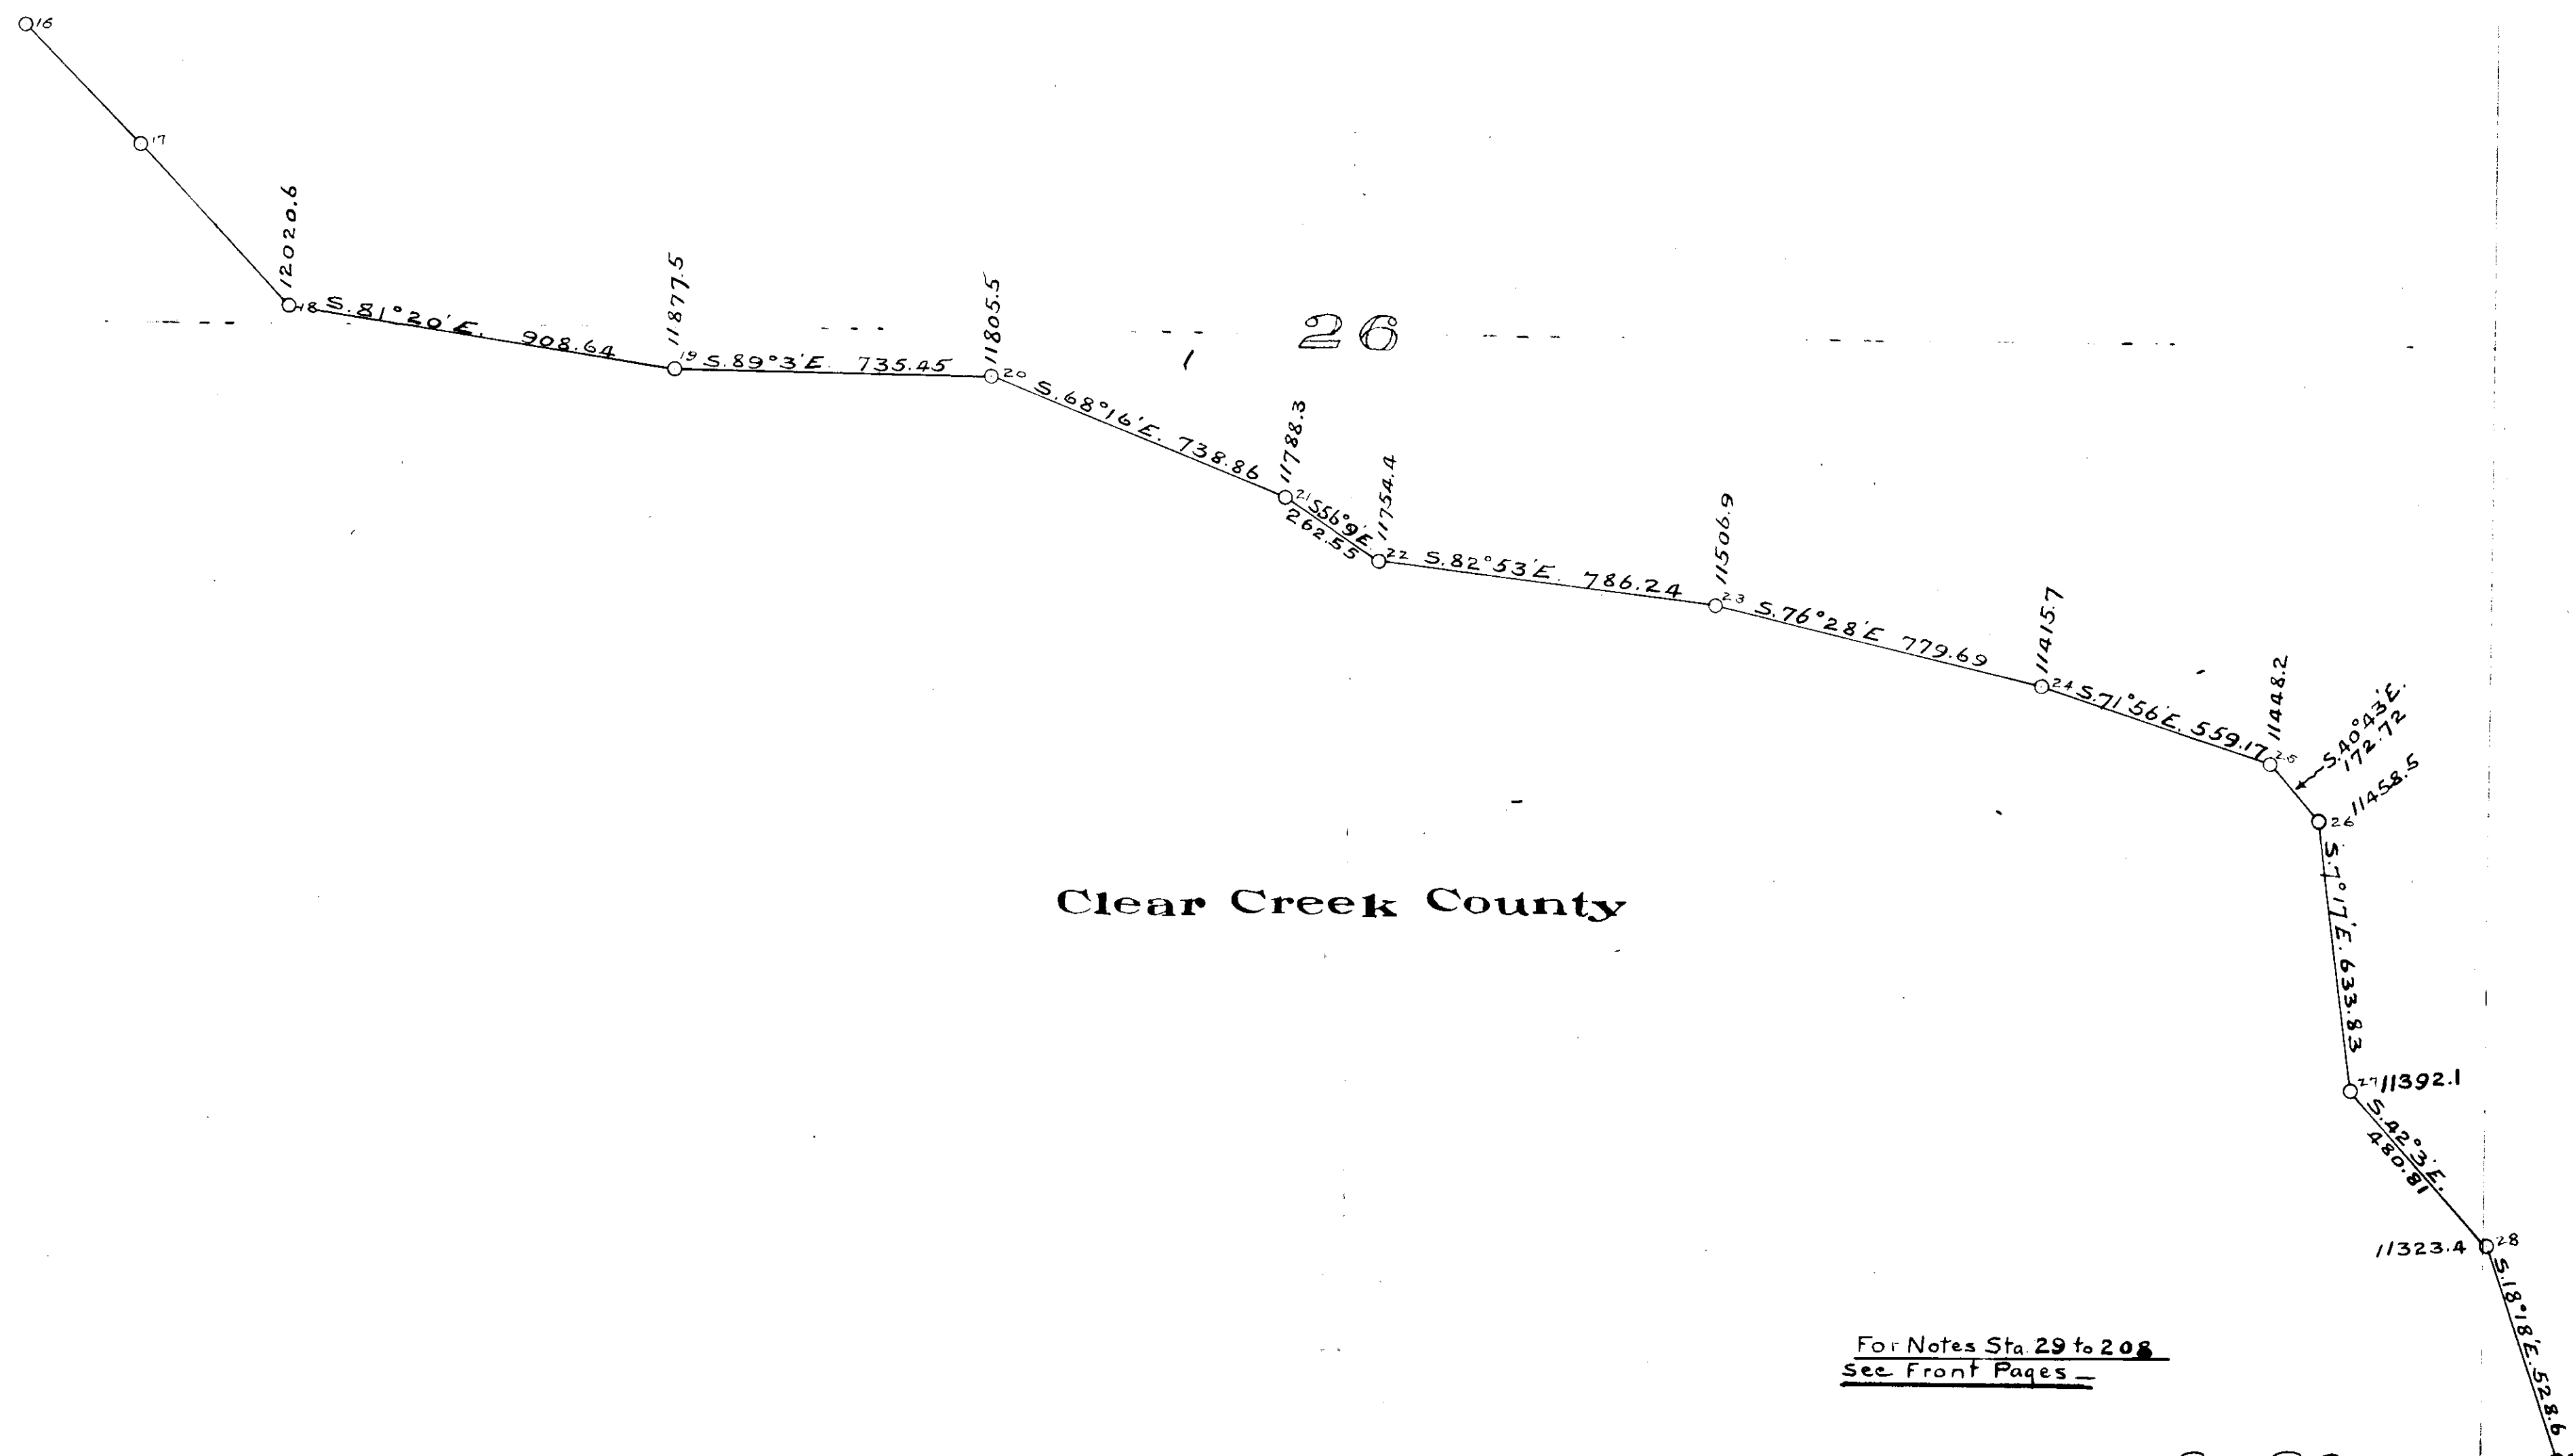 16
17
12020.6
18 S.81°20'E. 908.64
11877.5
19 S.89°3'E. 735.45
11805.5
20 S.68°16'E. 738.86
26
11788.3
21 S56°9'E.
262.55
11754.4
22 S.82°53'E. 786.24
11506.9
23 S.76°28'E 779.69
11415.7
24 S.71°56'E. 559.17
11448.2
25
S.40°43'E.
172.72
11458.5
26
S.7°17'E. 633.83
Clear Creek County
27 11392.1
S.42°3'E.
480.81
11323.4 28
S.18°18'E. 528.6
For Notes Sta. 29 to 208
See Front Pages